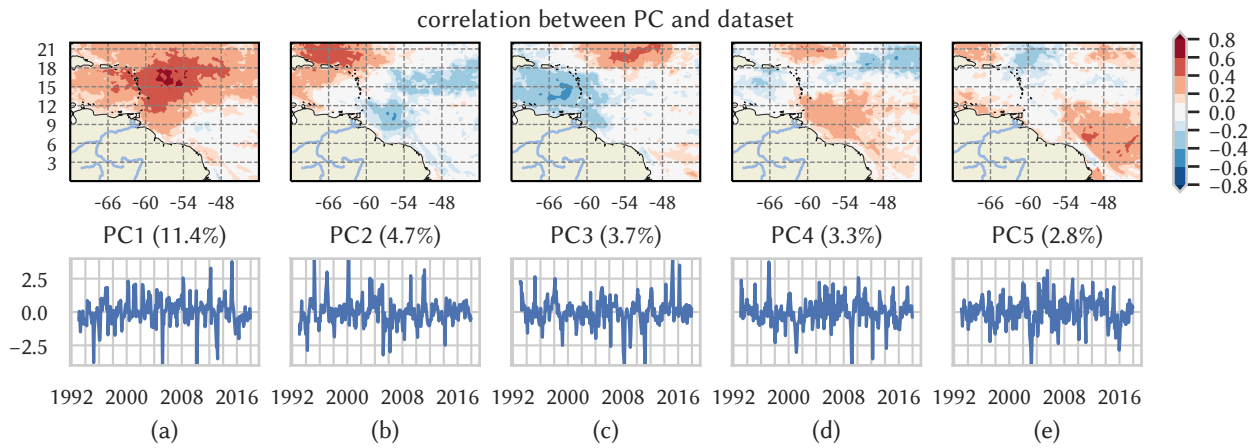 correlation between PC and dataset
21
18
15
12
9
6
3
-66 -60 -54 -48
-66 -60 -54 -48
-66 -60 -54 -48
-66 -60 -54 -48
-66 -60 -54 -48
0.8
0.6
0.4
0.2
0.0
−0.2
−0.4
−0.6
−0.8
PC1 (11.4%)
PC2 (4.7%)
PC3 (3.7%)
PC4 (3.3%)
PC5 (2.8%)
2.5
0.0
−2.5
1992 2000 2008 2016
1992 2000 2008 2016
1992 2000 2008 2016
1992 2000 2008 2016
1992 2000 2008 2016
(a)
(b)
(c)
(d)
(e)